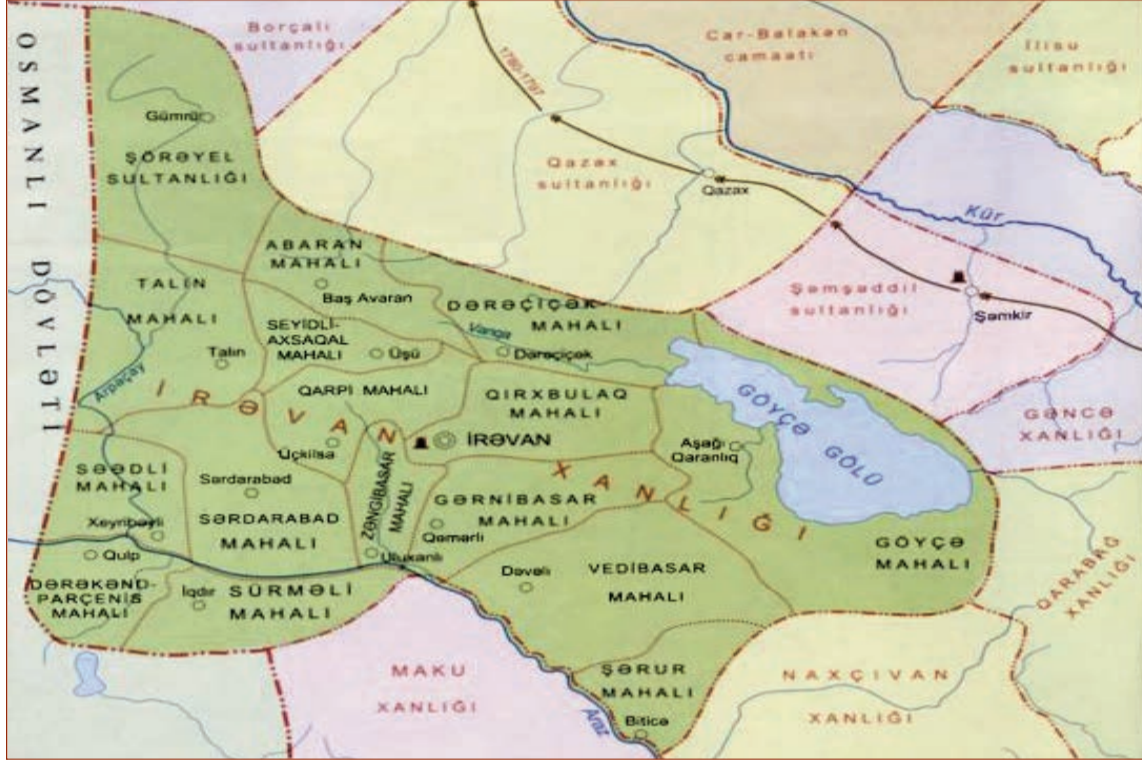 OSMANLI DÖVLƏTİ
Borçalı
sultanlığı
1780-1797
Car-Balakən
camaatı
İlisu
sultanlığı
Gümrü
ŞÖRƏYEL
SULTANLIĞI
Qazax
sultanlığı
Qazax
Kür
ABARAN
MAHALI
TALIN
MAHALI
Baş Avaran
DƏRƏÇİÇƏK
MAHALI
Şəmşəddil
sultanlığı
Şəmkir
SEYİDLİ-
AXSAQAL
MAHALI
Üşü
Dərəçiçək
Talın
Arpaçay
İRƏVAN XANLIĞI
QARPI MAHALI
QIRXBULAQ
MAHALI
GÖYÇƏ GÖLÜ
GƏNCƏ
XANLIĞI
Üçkilsə
İRƏVAN
Aşağı
Qaranlıq
SƏƏDLİ
MAHALI
Sərdarabad
ZƏNGİBASAR
MAHALI
GƏRNİBASAR
MAHALI
Xeyribəyli
SƏRDARABAD
MAHALI
Qəmərli
Uluxanlı
Qulp
GÖYÇƏ
MAHALI
QARABAĞ
XANLIĞI
DƏRƏKƏND-
PARÇENİS
MAHALI
İqdır
SÜRMƏLİ
MAHALI
Dəvəli
VEDİBASAR
MAHALI
MAKU
XANLIĞI
ŞƏRUR
MAHALI
Araz
Biticə
NAXÇIVAN
XANLIĞI